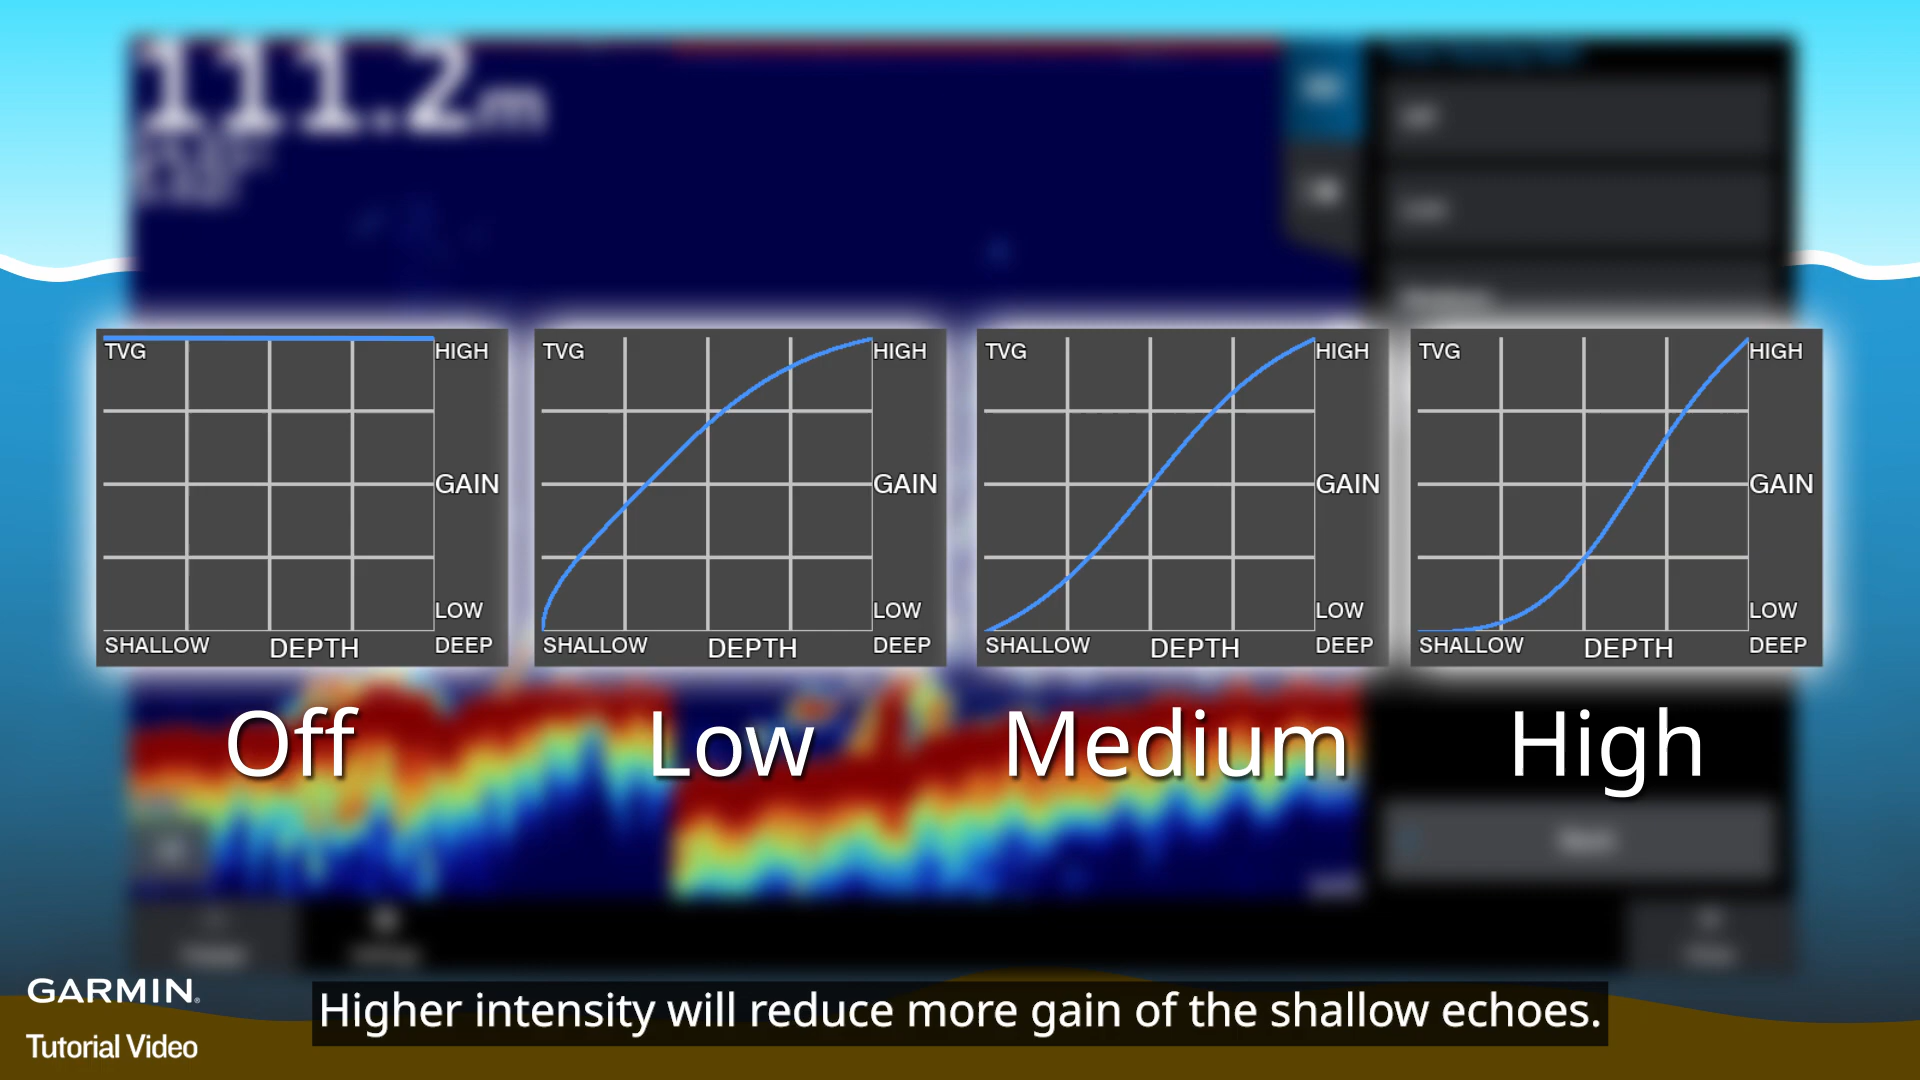 111.2m
TVG HIGH
GAIN
LOW
SHALLOW DEPTH DEEP
TVG HIGH
GAIN
LOW
SHALLOW DEPTH DEEP
TVG HIGH
GAIN
LOW
SHALLOW DEPTH DEEP
TVG HIGH
GAIN
LOW
SHALLOW DEPTH DEEP
Off
Low
Medium
High
GARMIN
Tutorial Video
Higher intensity will reduce more gain of the shallow echoes.